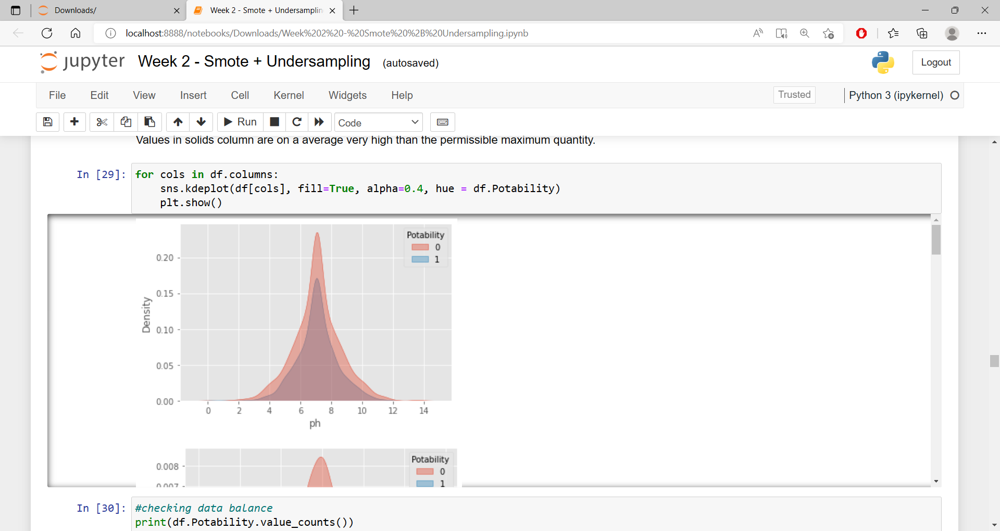 Downloads/
Week 2 - Smote + Undersamplin
localhost:8888/notebooks/Downloads/Week%202%20-%20Smote%20%2B%20Undersampling.ipynb
jupyter Week 2 - Smote + Undersampling (autosaved)
Logout
File Edit View Insert Cell Kernel Widgets Help
Trusted
Python 3 (ipykernel)
Run
Code
Values in solids column are on a average very high than the permissible maximum quantity.
In [29]:
for cols in df.columns:
    sns.kdeplot(df[cols], fill=True, alpha=0.4, hue = df.Potability)
    plt.show()
Potability
0
1
0.20
0.15
0.10
0.05
0.00
Density
0 2 4 6 8 10 12 14
ph
Potability
0
1
0.008
0.007
In [30]:
#checking data balance
print(df.Potability.value_counts())